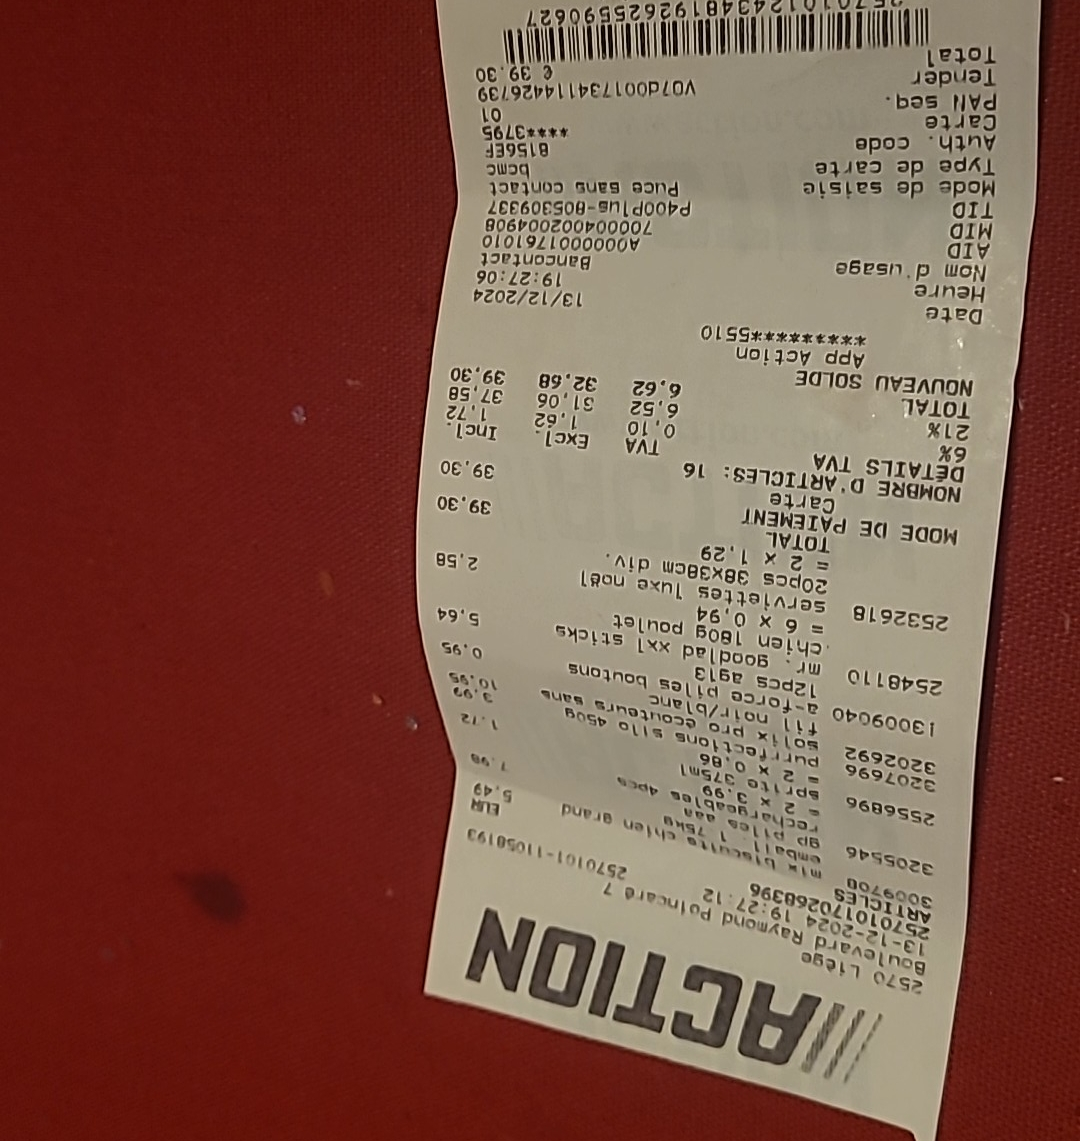 ///ACTION
2570 Liège
Boulevard Raymond Poincaré 7
13-12-2024 19:27:12 2570101-11058193
257010170268396
ARTICLES EUR
3009708 mix biscuits chien grand 5,49
emball. 1.75kg
3205546 gp piles aaa 7,98
rechargeables 4pcs
= 2 x 3.99
2556896 sprite 375ml 1,72
= 2 x 0,86
3207696 purrfections silo 450g 3,99
3202692 solix pro écouteurs sans 10,95
fil noir/blanc
13009040 a-force piles boutons 0,95
12pcs ag13
2548110 mr. goodlad xxl sticks 5,64
chien 180g poulet
= 6 x 0,94
2532618 serviettes luxe noël 2,58
20pcs 38x38cm div.
= 2 x 1,29
TOTAL 39,30
MODE DE PAIEMENT
Carte 39,30
NOMBRE D'ARTICLES: 16
DÉTAILS TVA TVA Excl. Incl.
6% 0,10 1,62 1,72
21% 6,52 31,06 37,58
TOTAL 6,62 32,68 39,30
NOUVEAU SOLDE
App Action
**********5510
Date 13/12/2024
Heure 19:27:06
Nom d'usage Bancontact
AID A0000001761010
MID 700004002004908
TID P400Plus-805309337
Mode de saisie Puce sans contact
Type de carte bcmc
Auth. code 8156EF
Carte ****3795
PAN seq. 01
Tender V07d001734114426739
Total € 39.30